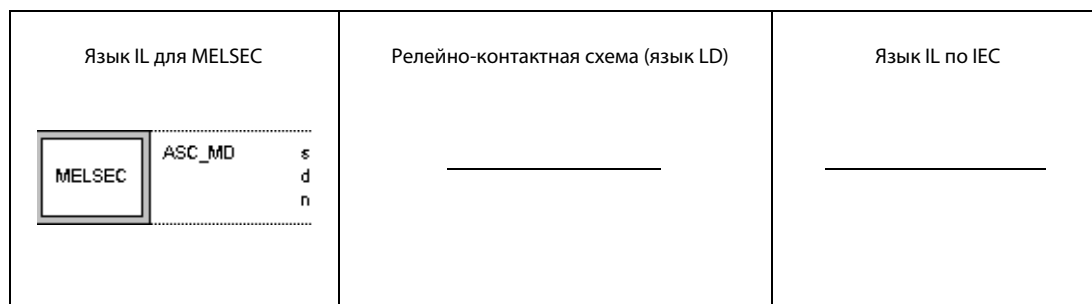 Язык IL для MELSEC
Релейно-контактная схема (язык LD)
Язык IL по IEC
MELSEC
ASC_MD s
d
n